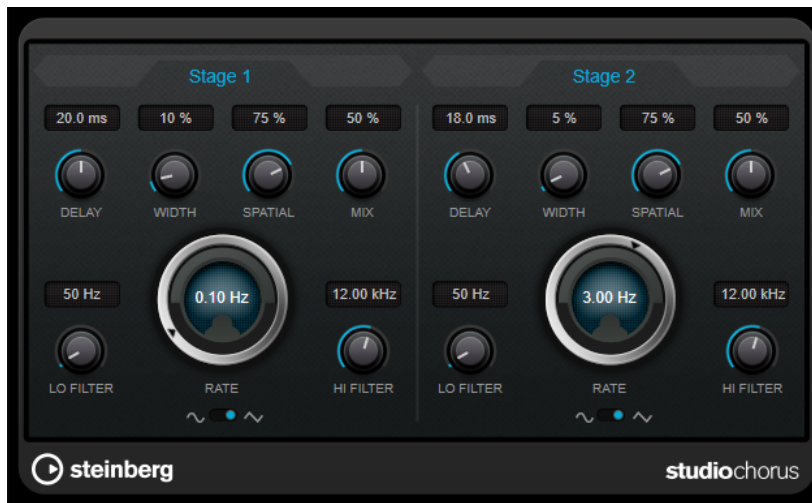 Stage 1
20.0 ms 10 % 75 % 50 %
DELAY WIDTH SPATIAL MIX
50 Hz 0.10 Hz 12.00 kHz
LO FILTER RATE HI FILTER
Stage 2
18.0 ms 5 % 75 % 50 %
DELAY WIDTH SPATIAL MIX
50 Hz 3.00 Hz 12.00 kHz
LO FILTER RATE HI FILTER
steinberg
studiochorus